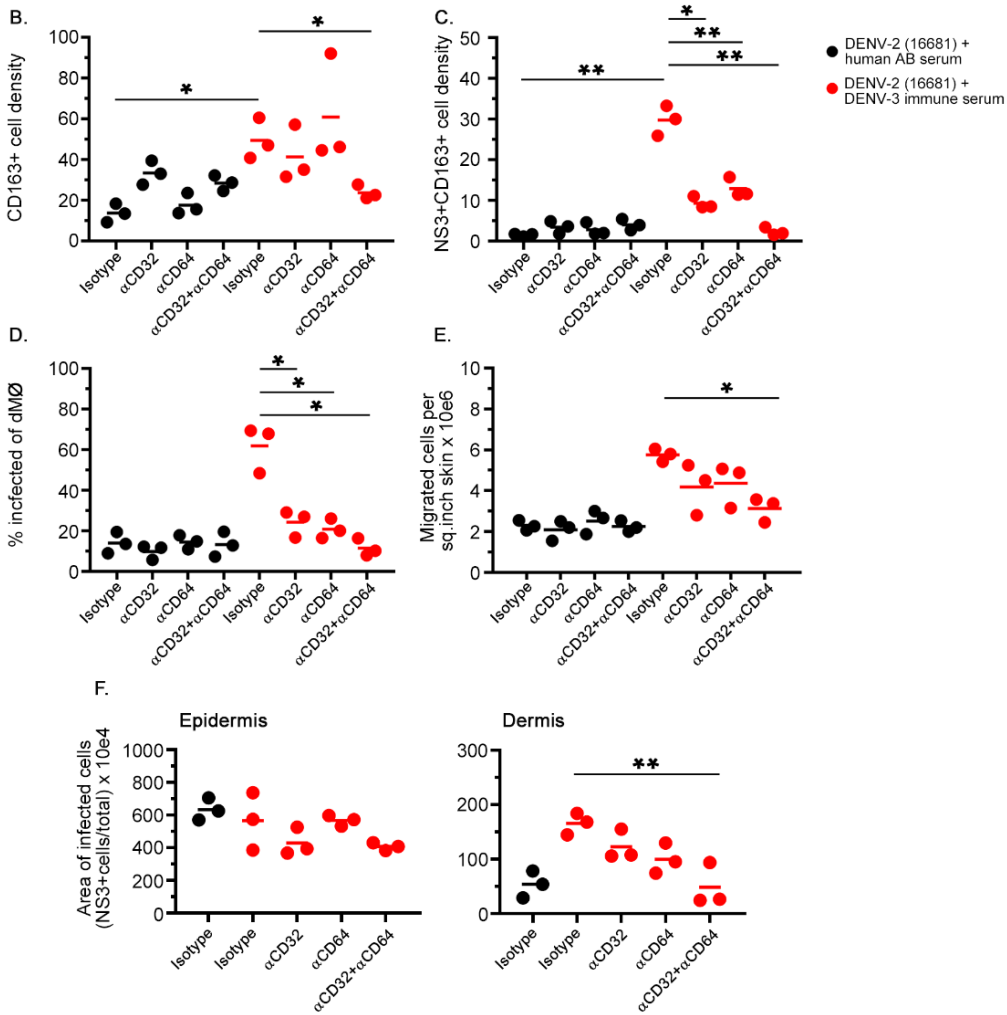 B.
CD163+ cell density
100
80
60
40
20
0
*
*
Isotype
αCD32
αCD64
αCD32+αCD64
Isotype
αCD32
αCD64
αCD32+αCD64
C.
NS3+CD163+ cell density
50
40
30
20
10
0
*
**
**
**
Isotype
αCD32
αCD64
αCD32+αCD64
Isotype
αCD32
αCD64
αCD32+αCD64
DENV-2 (16681) +
human AB serum
DENV-2 (16681) +
DENV-3 immune serum
D.
% incfected of dMØ
100
80
60
40
20
0
*
*
*
Isotype
αCD32
αCD64
αCD32+αCD64
Isotype
αCD32
αCD64
αCD32+αCD64
E.
Migrated cells per
sq.inch skin x 10e6
10
8
6
4
2
0
*
Isotype
αCD32
αCD64
αCD32+αCD64
Isotype
αCD32
αCD64
αCD32+αCD64
F.
Epidermis
Area of infected cells
(NS3+cells/total) x 10e4
1000
800
600
400
200
0
Isotype
Isotype
αCD32
αCD64
αCD32+αCD64
Dermis
300
200
100
0
**
Isotype
Isotype
αCD32
αCD64
αCD32+αCD64